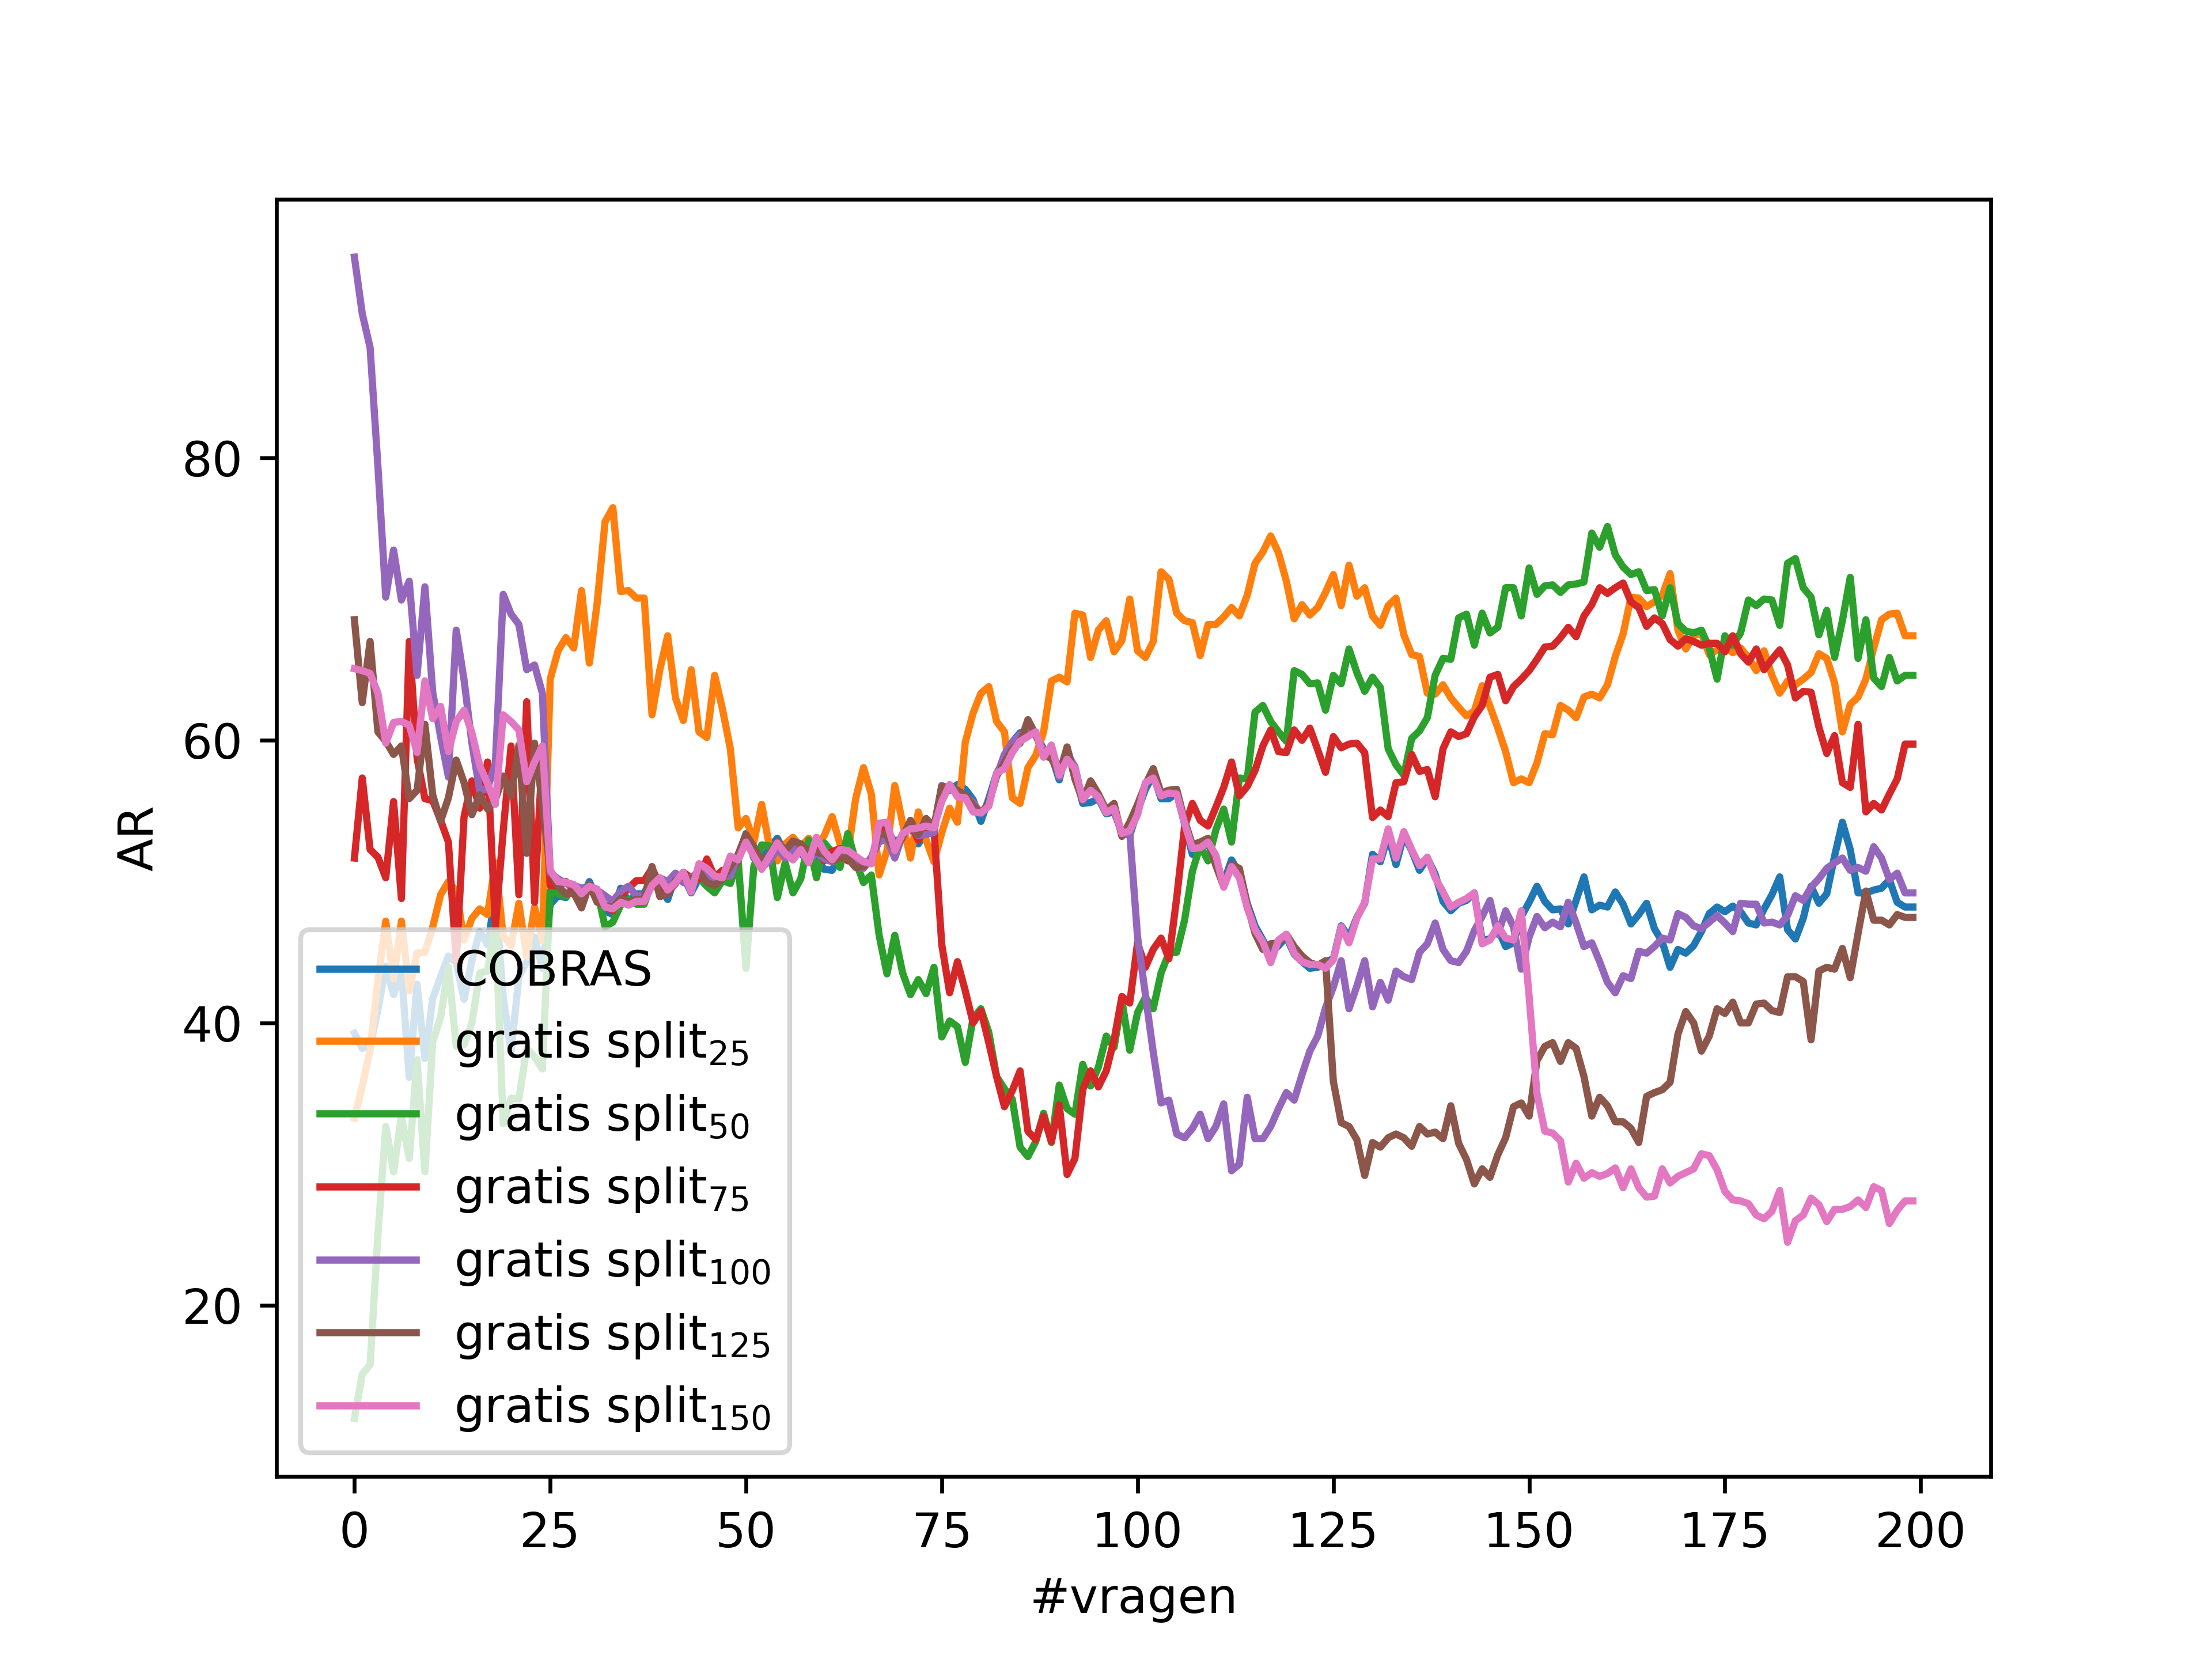 80
60
40
20
AR
COBRAS
gratis split₂₅
gratis split₅₀
gratis split₇₅
gratis split₁₀₀
gratis split₁₂₅
gratis split₁₅₀
0 25 50 75 100 125 150 175 200
#vragen